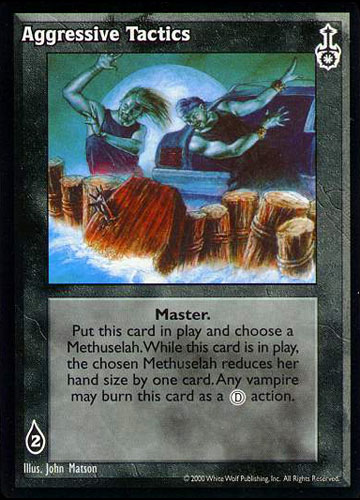 Aggressive Tactics
Master.
Put this card in play and choose a
Methuselah. While this card is in play,
the chosen Methuselah reduces her
hand size by one card. Any vampire
may burn this card as a D action.
2
Illus. John Matson
© 2000 White Wolf Publishing, Inc. All Rights Reserved.